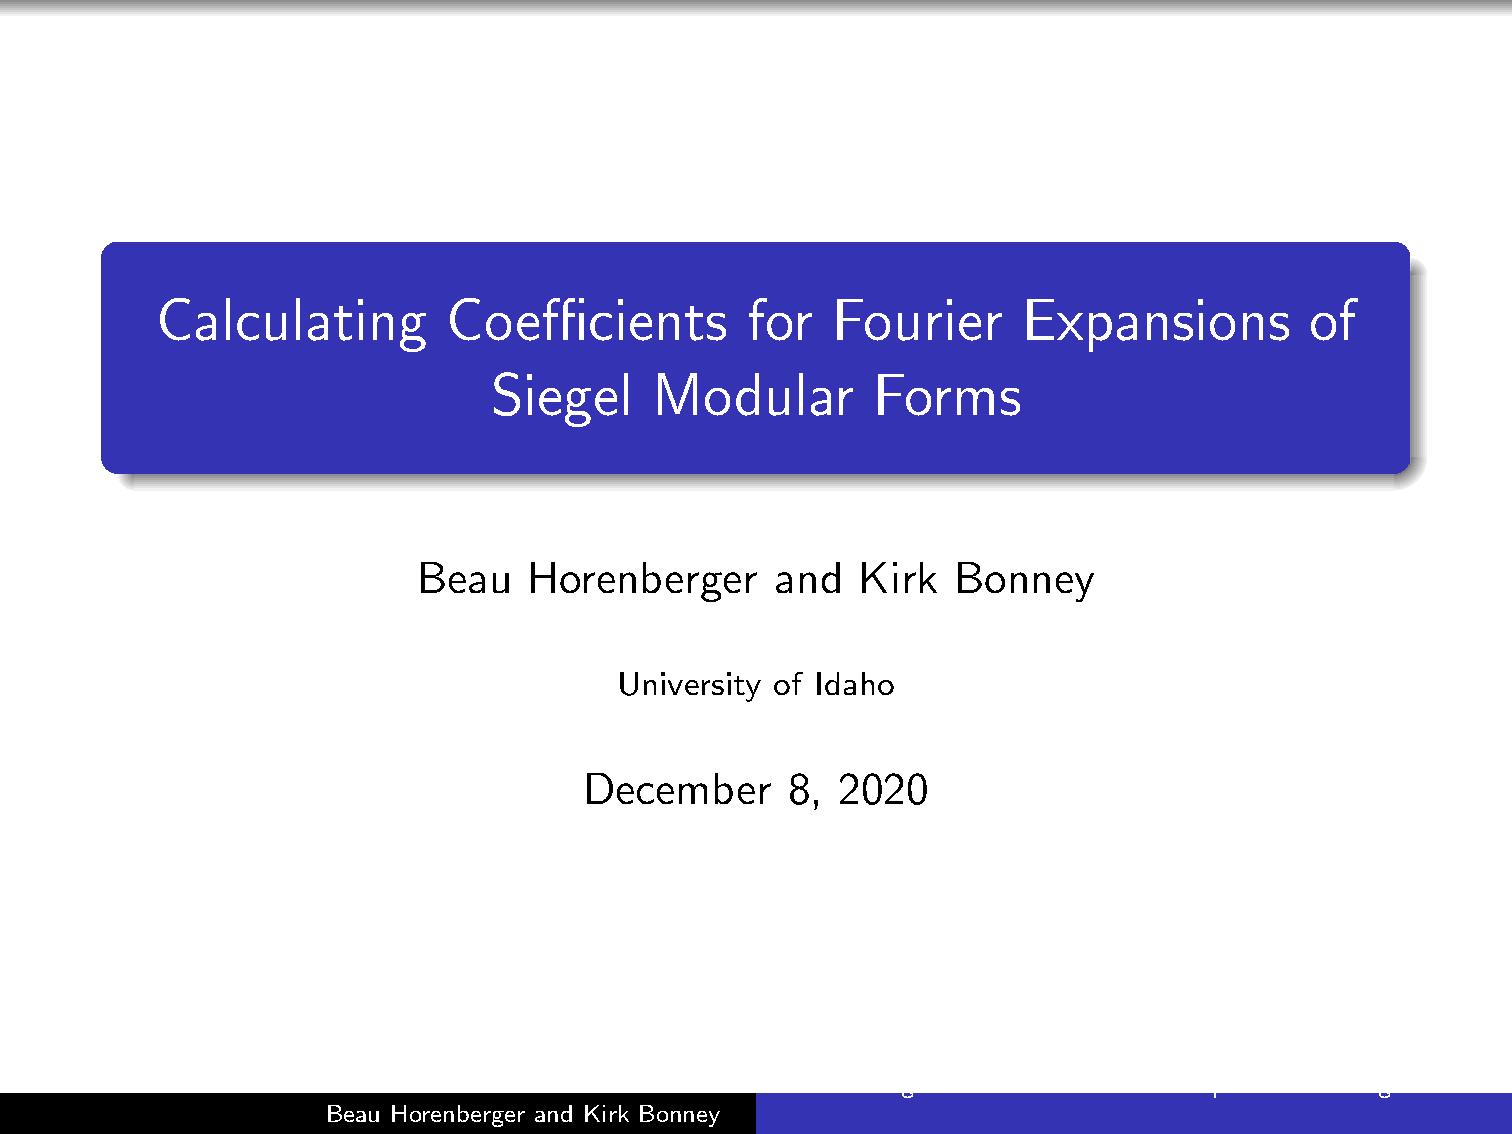 Calculating Coefficients for Fourier Expansions of
Siegel Modular Forms
Beau Horenberger and Kirk Bonney
University of Idaho
December 8, 2020
Beau Horenberger and Kirk Bonney